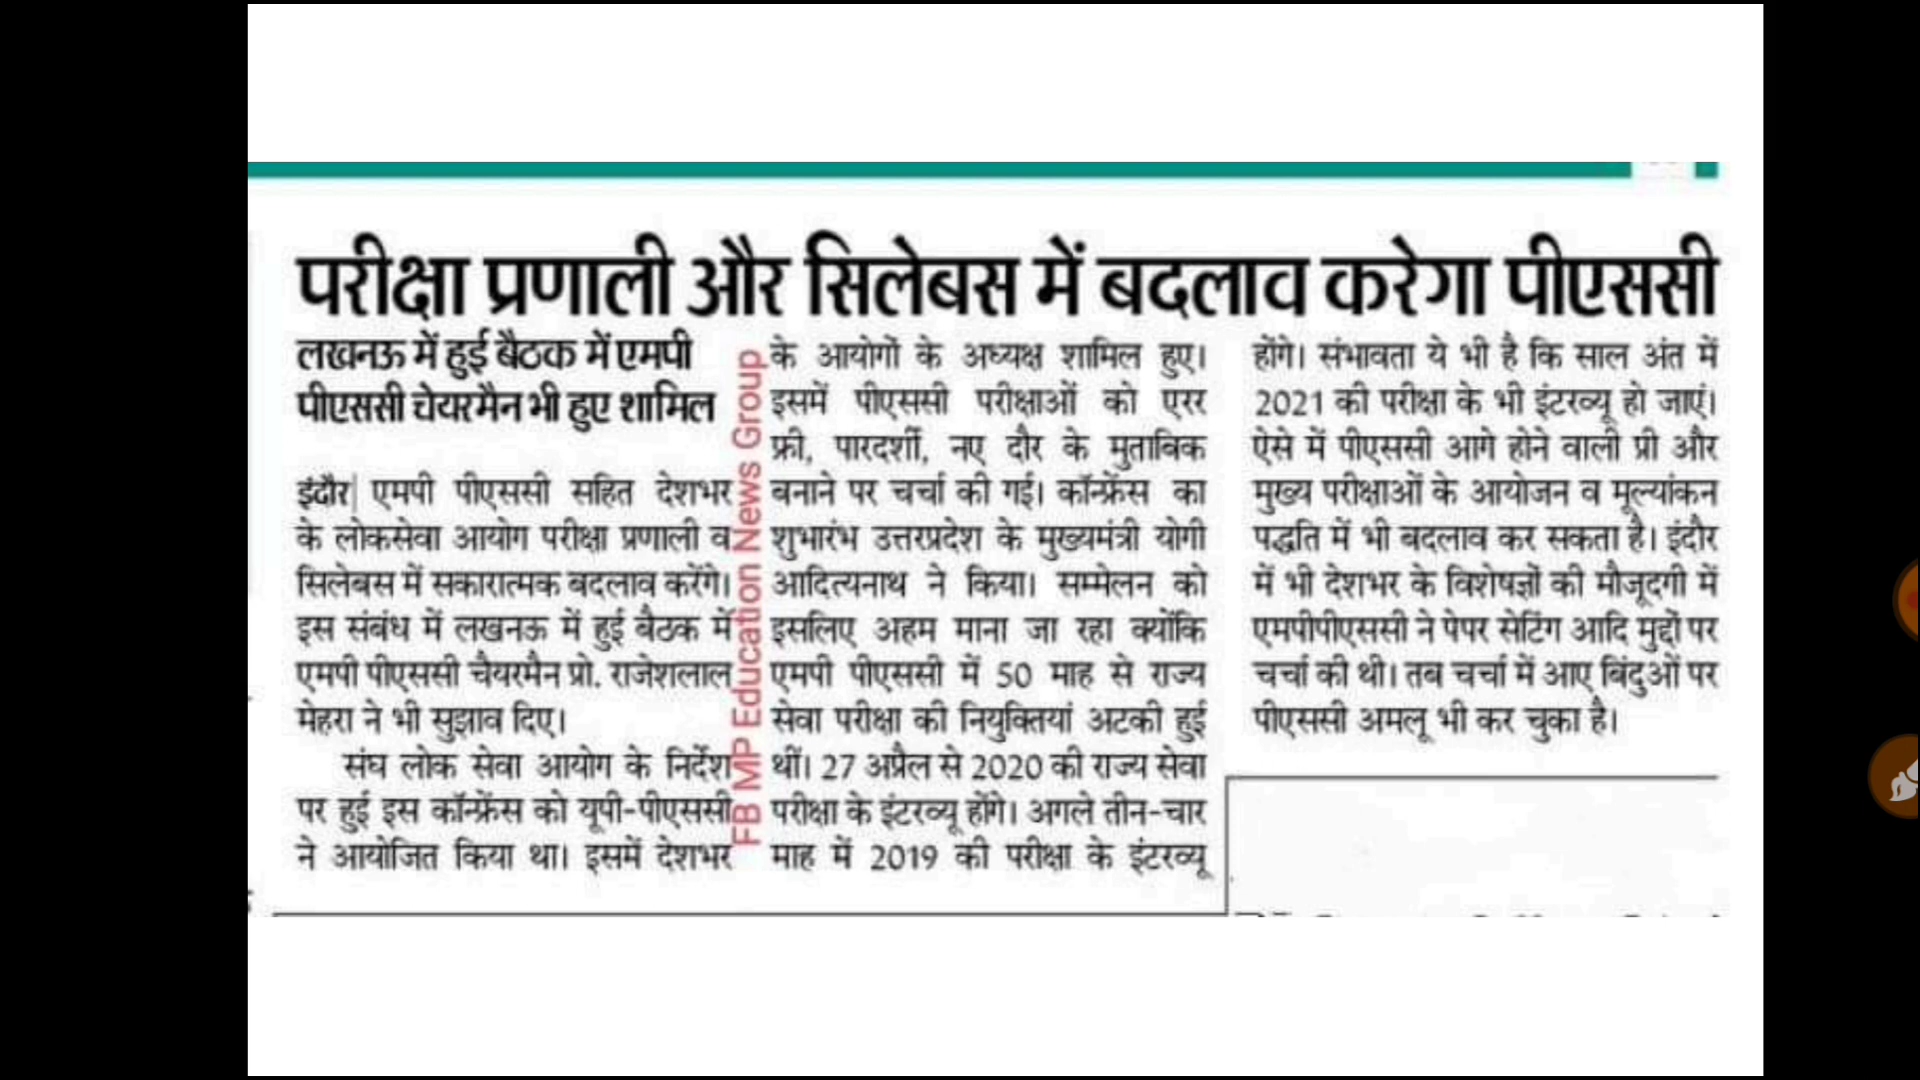 परीक्षा प्रणाली और सिलेबस में बदलाव करेगा पीएससी
लखनऊ में हुई बैठक में एमपी
पीएससी चेयरमैन भी हुए शामिल
इंदौर| एमपी पीएससी सहित देशभर
के लोकसेवा आयोग परीक्षा प्रणाली व
सिलेबस में सकारात्मक बदलाव करेंगे।
इस संबंध में लखनऊ में हुई बैठक में
एमपी पीएससी चैयरमैन प्रो. राजेशलाल
मेहरा ने भी सुझाव दिए।
संघ लोक सेवा आयोग के निर्देश
पर हुई इस कॉन्फ्रेंस को यूपी-पीएससी
ने आयोजित किया था। इसमें देशभर
FB MP Education News Group
के आयोगों के अध्यक्ष शामिल हुए।
इसमें पीएससी परीक्षाओं को एरर
फ्री, पारदर्शी, नए दौर के मुताबिक
बनाने पर चर्चा की गई। कॉन्फ्रेंस का
शुभारंभ उत्तरप्रदेश के मुख्यमंत्री योगी
आदित्यनाथ ने किया। सम्मेलन को
इसलिए अहम माना जा रहा क्योंकि
एमपी पीएससी में 50 माह से राज्य
सेवा परीक्षा की नियुक्तियां अटकी हुई
थीं। 27 अप्रैल से 2020 की राज्य सेवा
परीक्षा के इंटरव्यू होंगे। अगले तीन-चार
माह में 2019 की परीक्षा के इंटरव्यू
होंगे। संभावता ये भी है कि साल अंत में
2021 की परीक्षा के भी इंटरव्यू हो जाएं।
ऐसे में पीएससी आगे होने वाली प्री और
मुख्य परीक्षाओं के आयोजन व मूल्यांकन
पद्धति में भी बदलाव कर सकता है। इंदौर
में भी देशभर के विशेषज्ञों की मौजूदगी में
एमपीपीएससी ने पेपर सेटिंग आदि मुद्दों पर
चर्चा की थी। तब चर्चा में आए बिंदुओं पर
पीएससी अमलू भी कर चुका है।